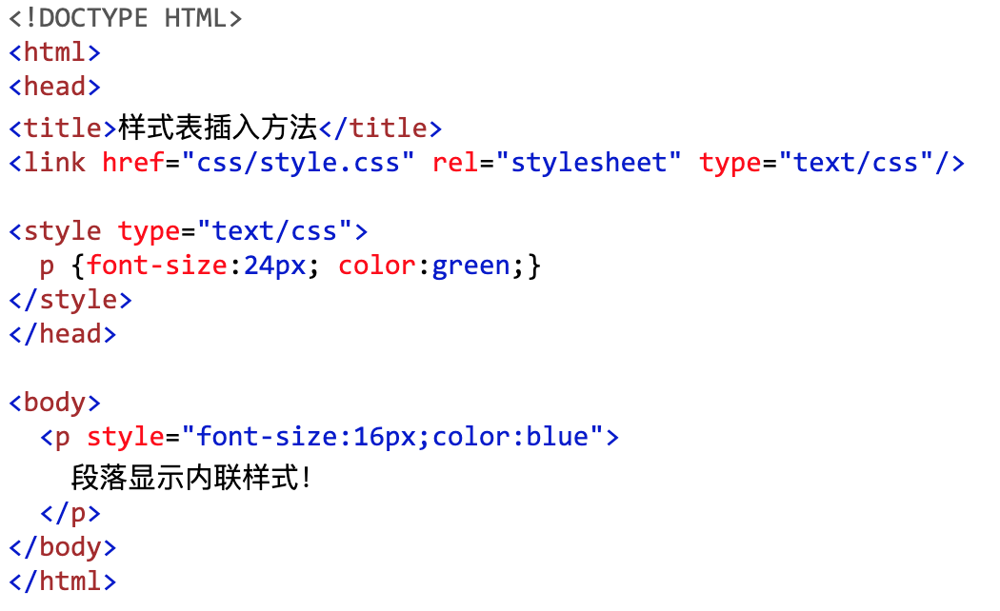 <!DOCTYPE HTML>
<html>
<head>
<title>样式表插入方法</title>
<link href="css/style.css" rel="stylesheet" type="text/css"/>
<style type="text/css">
  p {font-size:24px; color:green;}
</style>
</head>
<body>
  <p style="font-size:16px;color:blue">
    段落显示内联样式!
  </p>
</body>
</html>